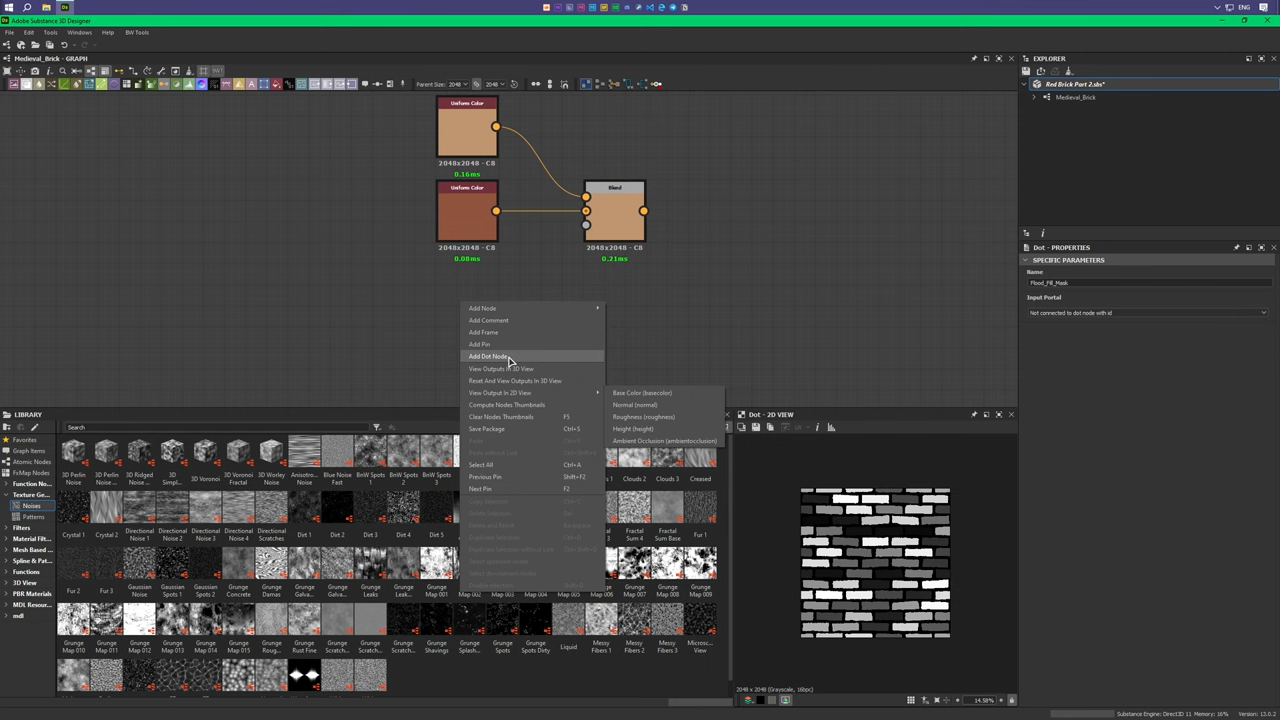 ENG
Adobe Substance 3D Designer
File Edit Tools Windows Help BW Tools
Medieval_Brick - GRAPH
Parent Size: 2048 2048
Uniform Color
2048x2048 - C8
0.16ms
Uniform Color
2048x2048 - C8
0.08ms
Blend
2048x2048 - C8
0.21ms
EXPLORER
Red Brick Part 2.sbs*
Medieval_Brick
Dot - PROPERTIES
SPECIFIC PARAMETERS
Name
Flood_Fill_Mask
Input Portal
Not connected to dot node with id
Add Node
Add Comment
Add Frame
Add Pin
Add Dot Node
View Outputs In 3D View
Reset And View Outputs In 3D View
View Output In 2D View
Compute Nodes Thumbnails
Clear Nodes Thumbnails F5
Save Package Ctrl+S
Select All Ctrl+A
Previous Pin Shift+F2
Next Pin F2
Base Color (basecolor)
Normal (normal)
Roughness (roughness)
Height (height)
Ambient Occlusion (ambientocclusion)
LIBRARY
Search
Favorites
Graph Items
Atomic Nodes
FxMap Nodes
Function No...
Texture Ge...
Noises
Patterns
Filters
Material Filt...
Mesh Based ...
Spline & Pat...
Functions
3D View
PBR Materials
MDL Resour...
mdl
3D Perlin Noise
3D Perlin Noise ...
3D Ridged Noise ...
3D Simpl...
3D Voronoi
3D Voronoi Fractal
Anisotro... Noise
Blue Noise Fast
BnW Spots 1
BnW Spots 2
BnW Spots 3
Clouds 1
Clouds 2
Clouds 3
Creased
Crystal 2
Directional Noise 1
Directional Noise 2
Directional Noise 3
Directional Noise 4
Directional Scratches
Dirt 1
Dirt 2
Dirt 3
Dirt 4
Dirt 5
Fractal Sum 4
Fractal Sum Base
Fur 1
Fur 2
Fur 3
Gaussian Noise
Gaussian Spots 1
Gaussian Spots 2
Grunge Concrete
Grunge Damas
Grunge Galva...
Grunge Galva...
Grunge Leak...
Grunge Leak...
Grunge Map 001
Map 002
Map 003
Map 004
Map 005
Map 006
Grunge Map 007
Grunge Map 008
Grunge Map 009
Grunge Map 010
Grunge Map 011
Grunge Map 012
Grunge Map 013
Grunge Map 014
Grunge Map 015
Grunge Roug...
Grunge Rust Fine
Grunge Scratch...
Grunge Scratch...
Grunge Shavings
Grunge Splash...
Grunge Spots
Grunge Spots Dirty
Liquid
Messy Fibers 1
Messy Fibers 2
Messy Fibers 3
Microsc... View
Dot - 2D VIEW
2048 x 2048 (Grayscale, 16bpc)
14.58%
Substance Engine: Direct3D 11 Memory: 16% Version: 13.0.2